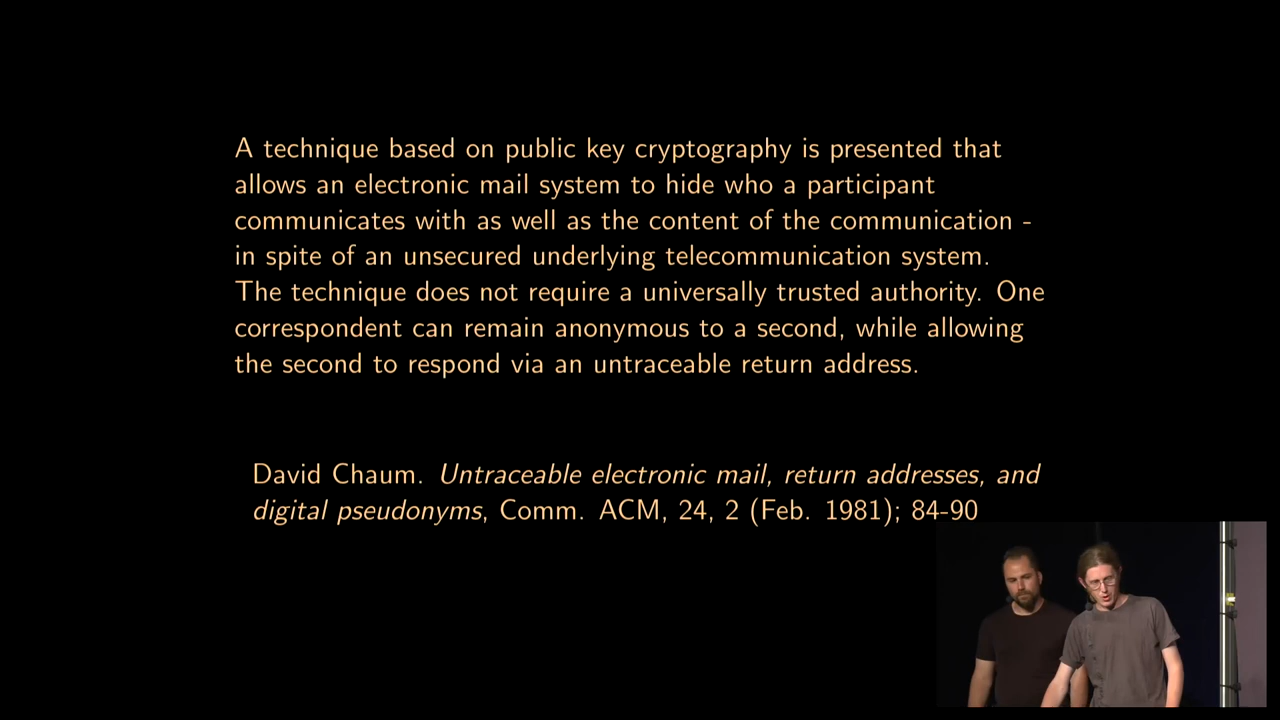 A technique based on public key cryptography is presented that
allows an electronic mail system to hide who a participant
communicates with as well as the content of the communication -
in spite of an unsecured underlying telecommunication system.
The technique does not require a universally trusted authority. One
correspondent can remain anonymous to a second, while allowing
the second to respond via an untraceable return address.
David Chaum. Untraceable electronic mail, return addresses, and
digital pseudonyms, Comm. ACM, 24, 2 (Feb. 1981); 84-90